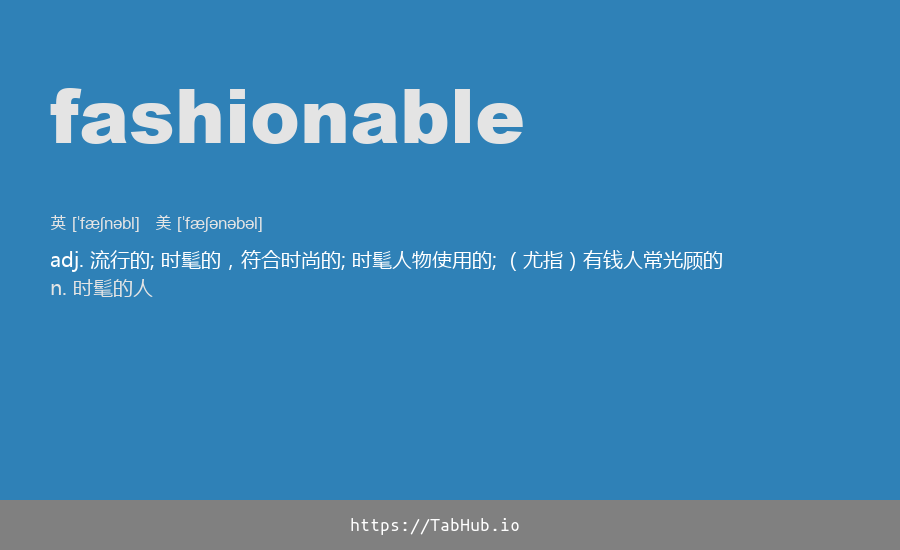 fashionable
英 [ˈfæʃnəbl] 美 [ˈfæʃənəbəl]
adj. 流行的; 时髦的，符合时尚的; 时髦人物使用的; （尤指）有钱人常光顾的
n. 时髦的人
https://TabHub.io